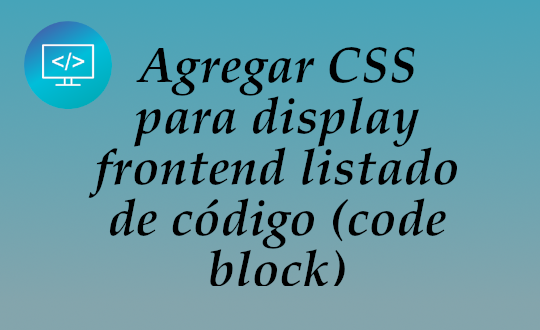 </>
Agregar CSS
para display
frontend listado
de código (code
block)